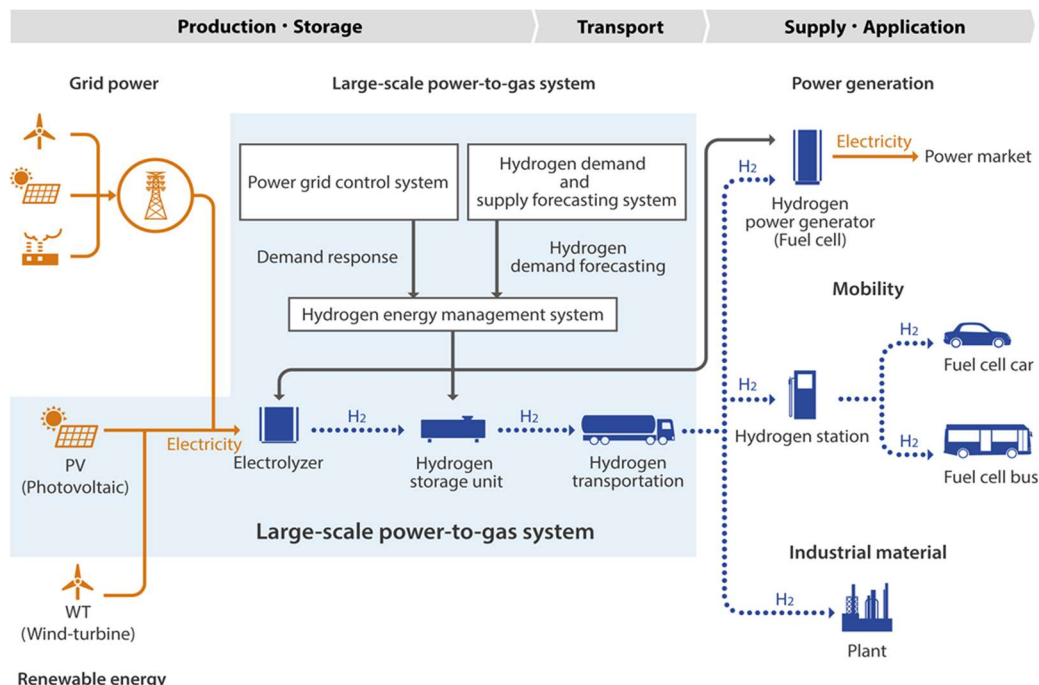 Production・Storage
Transport
Supply・Application
Grid power
Large-scale power-to-gas system
Power generation
Power grid control system
Hydrogen demand
and
supply forecasting system
H2
Electricity
Power market
Hydrogen
power generator
(Fuel cell)
Demand response
Hydrogen
demand forecasting
Hydrogen energy management system
Mobility
H2
Fuel cell car
H2
Hydrogen station
H2
Fuel cell bus
PV
(Photovoltaic)
Electricity
Electrolyzer
H2
Hydrogen
storage unit
H2
Hydrogen
transportation
Large-scale power-to-gas system
Industrial material
H2
Plant
WT
(Wind-turbine)
Renewable energy